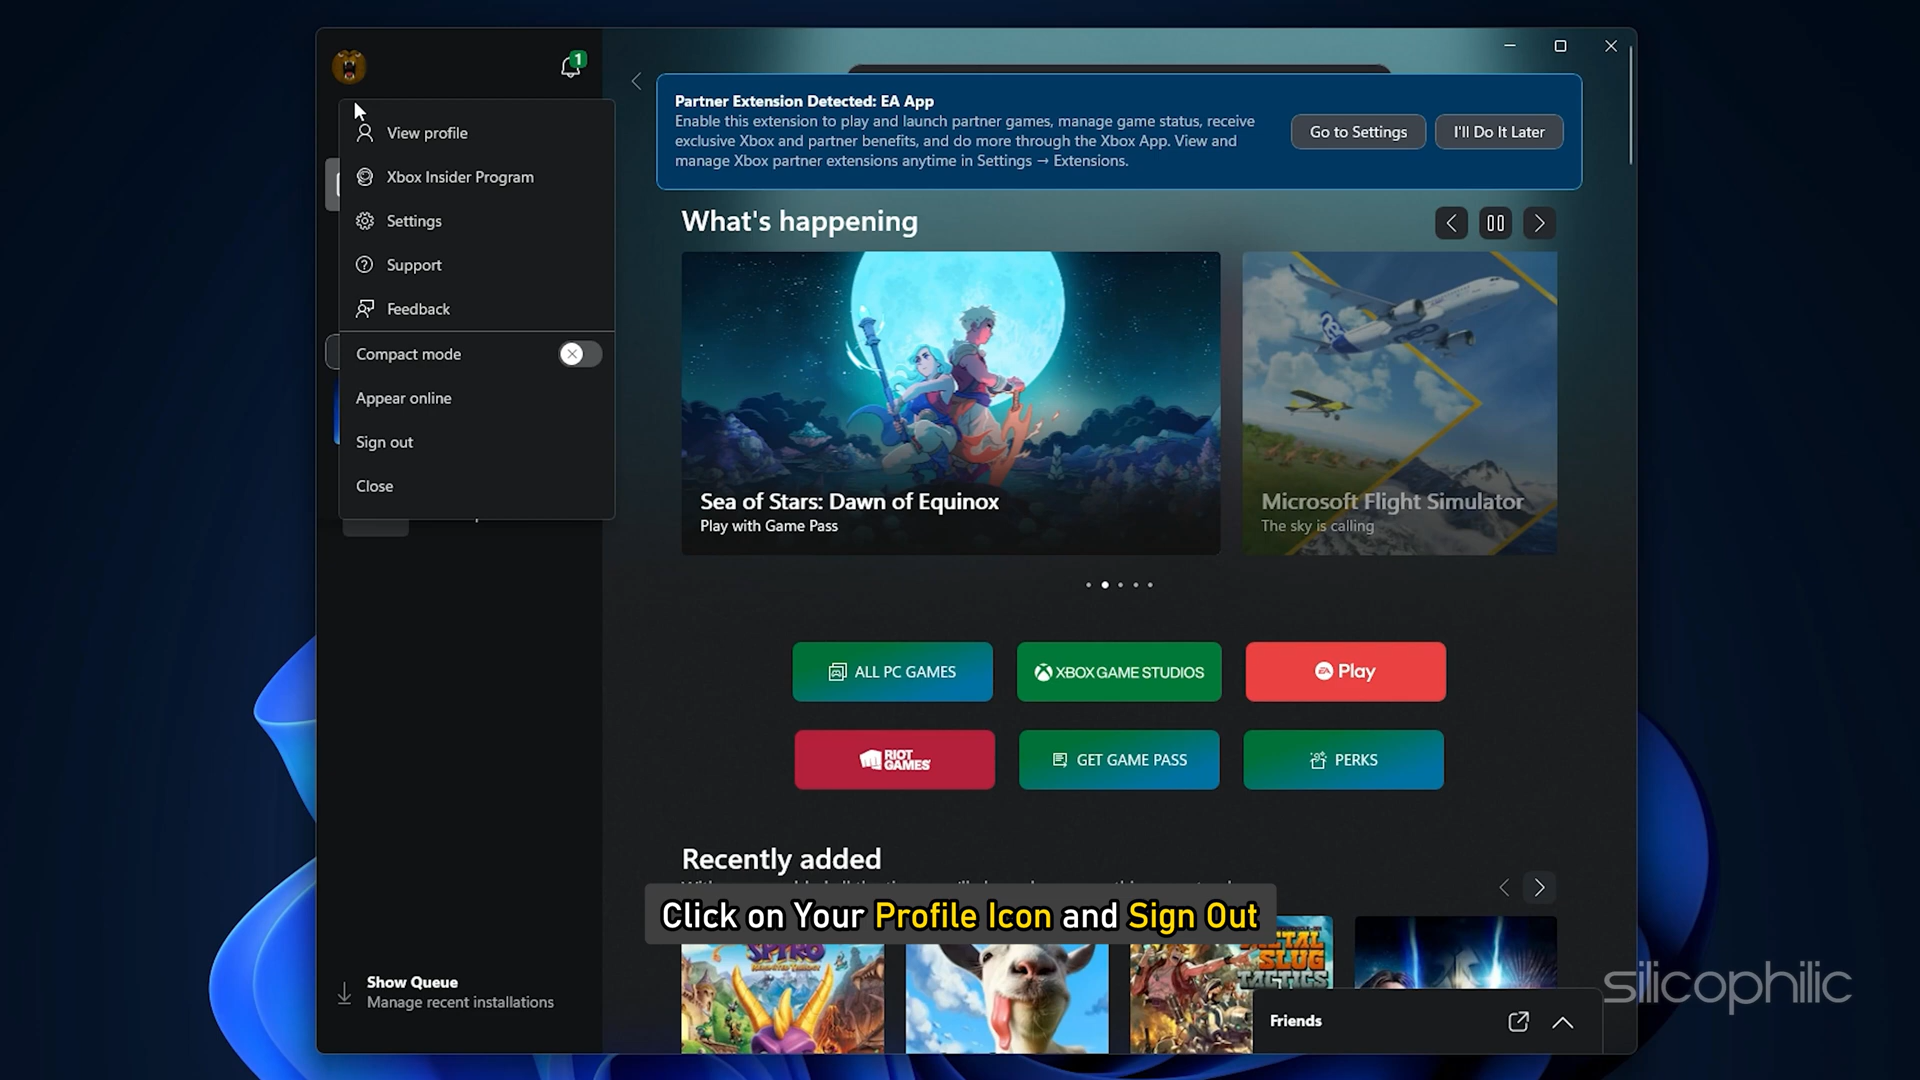 1
View profile
Xbox Insider Program
Settings
Support
Feedback
Compact mode
Appear online
Sign out
Close
Show Queue
Manage recent installations
Partner Extension Detected: EA App
Enable this extension to play and launch partner games, manage game status, receive
exclusive Xbox and partner benefits, and do more through the Xbox App. View and
manage Xbox partner extensions anytime in Settings → Extensions.
Go to Settings
I'll Do It Later
What's happening
Sea of Stars: Dawn of Equinox
Play with Game Pass
Microsoft Flight Simulator
The sky is calling
ALL PC GAMES
XBOX GAME STUDIOS
EA Play
RIOT GAMES
GET GAME PASS
PERKS
Recently added
Click on Your Profile Icon and Sign Out
SPYRO
METAL
SLUG
TACTICS
Friends
silicophilic